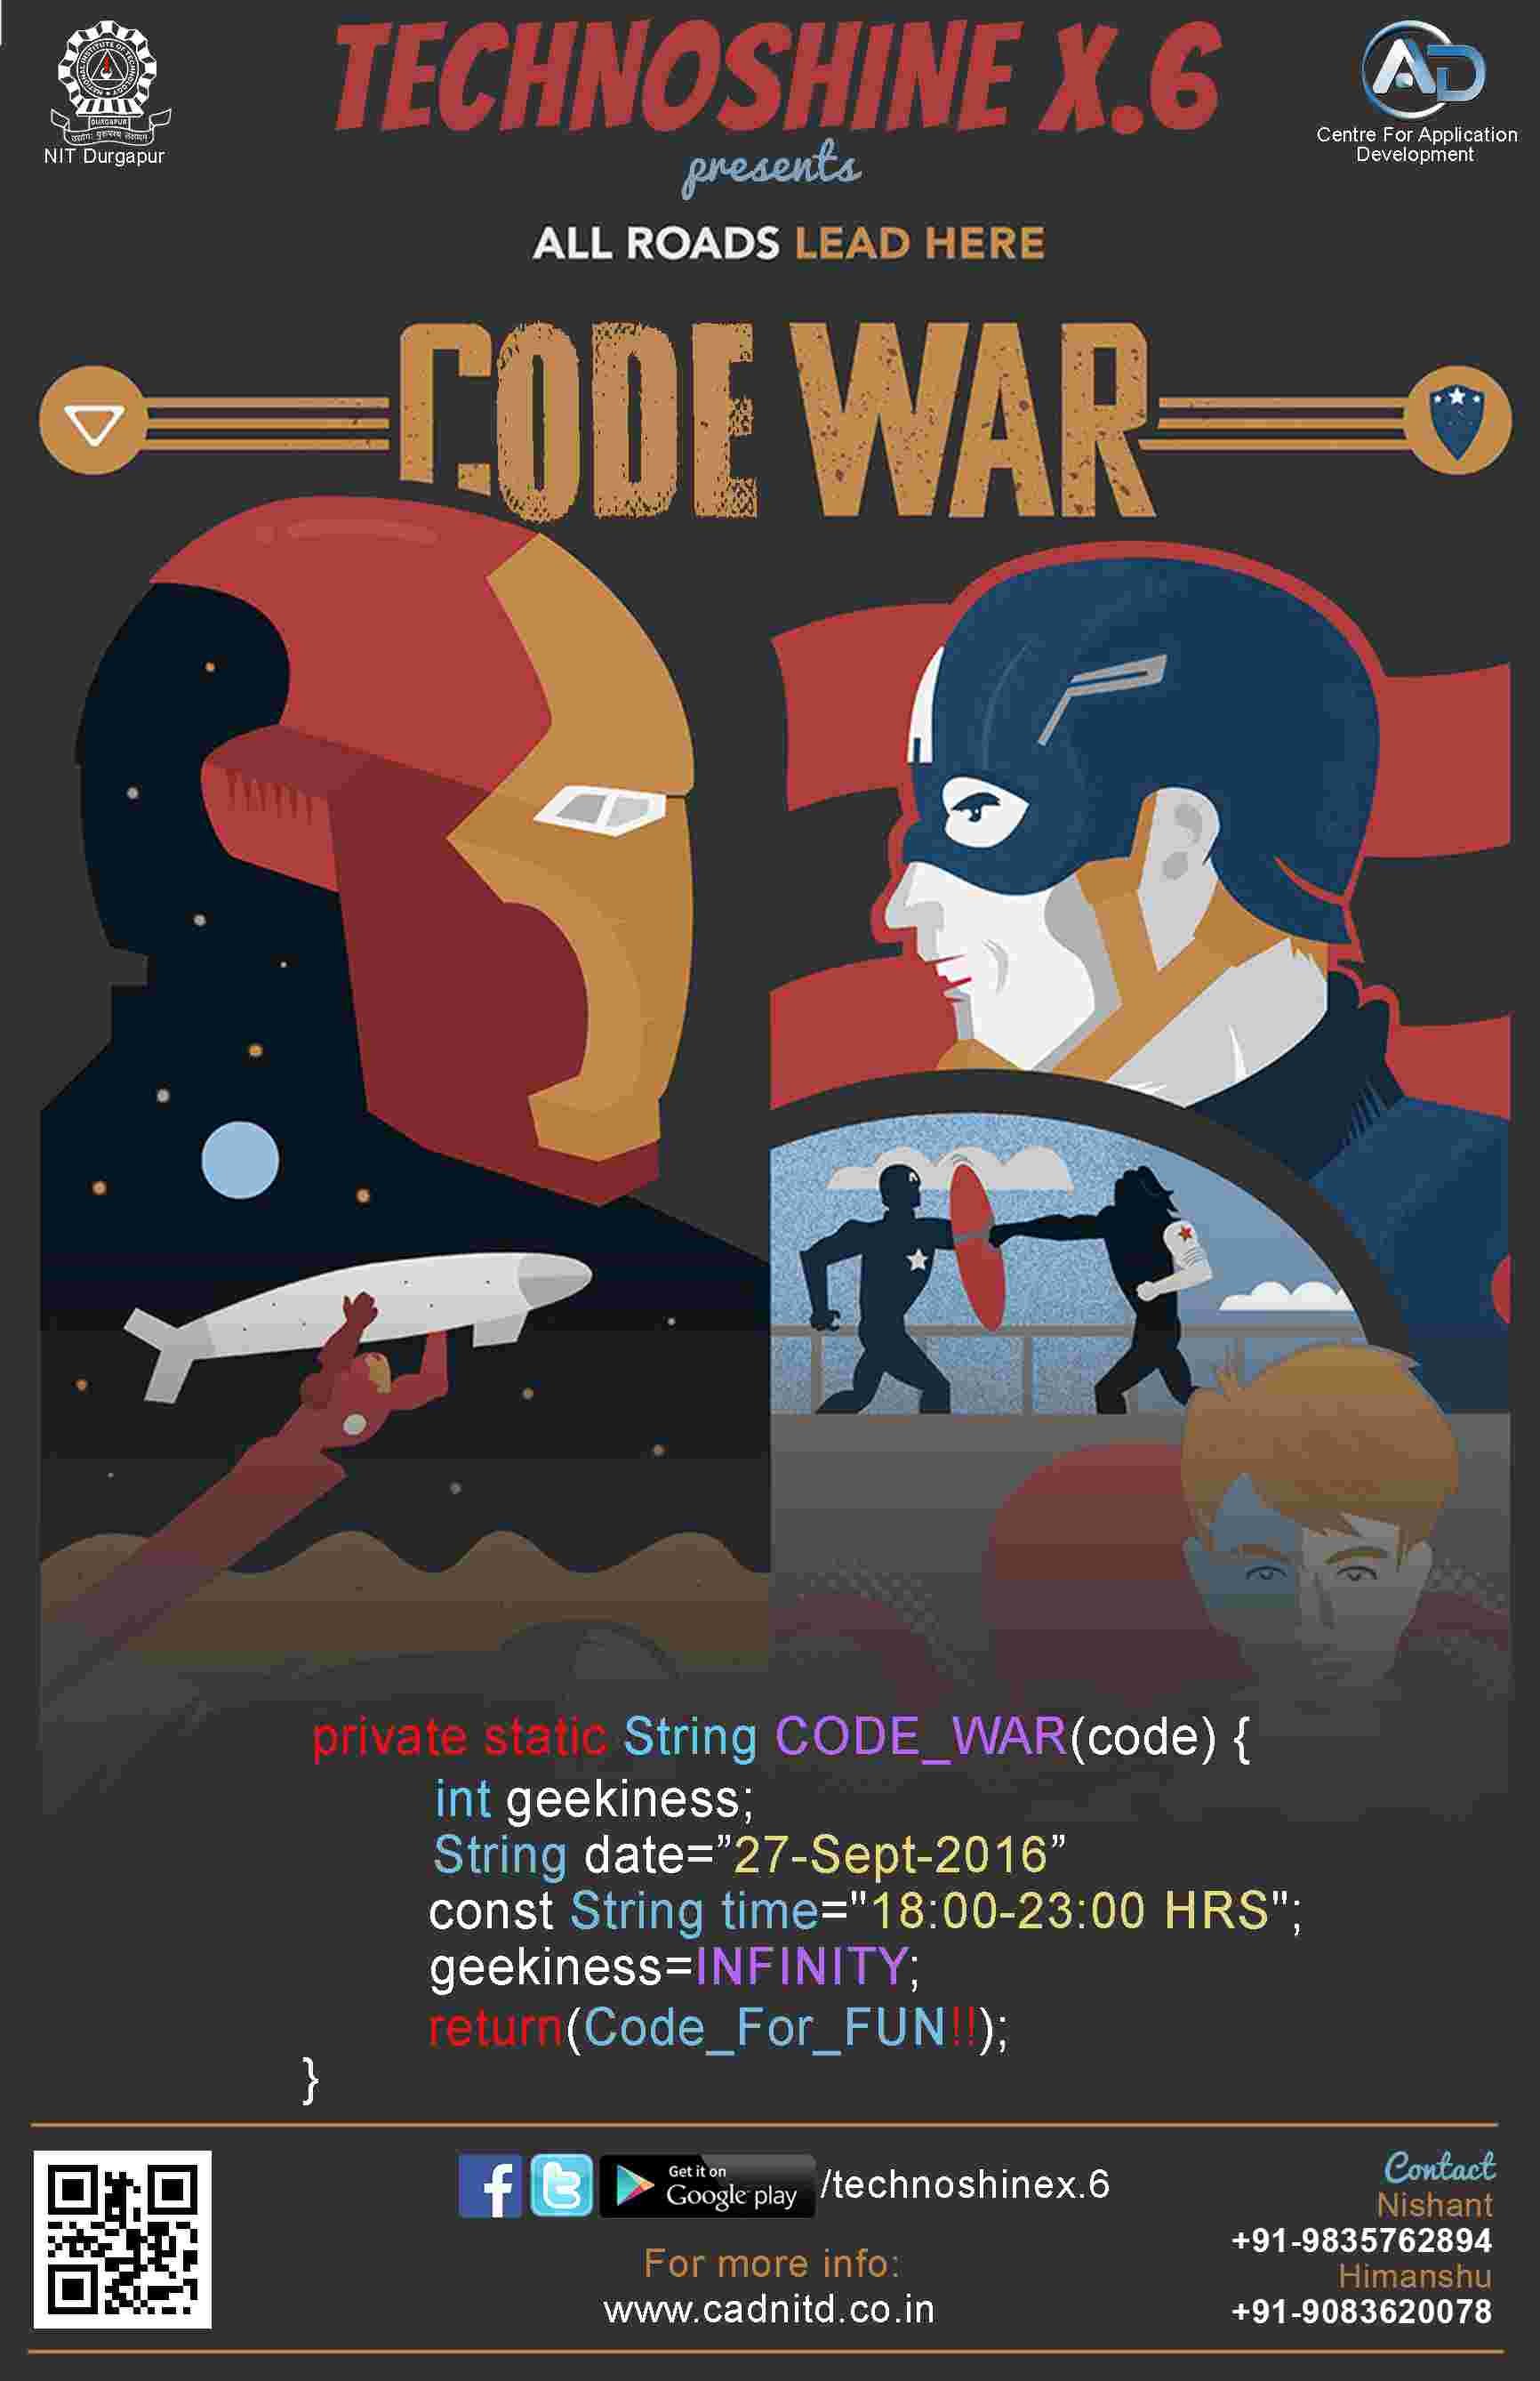 TECHNOSHINE X.6
NIT Durgapur
Centre For Application
Development
presents
ALL ROADS LEAD HERE
CODE WAR
private static String CODE_WAR(code) {
int geekiness;
String date=”27-Sept-2016”
const String time="18:00-23:00 HRS";
geekiness=INFINITY;
return(Code_For_FUN!!);
}
Get it on
Google play
/technoshinex.6
For more info:
www.cadnitd.co.in
Contact
Nishant
+91-9835762894
Himanshu
+91-9083620078